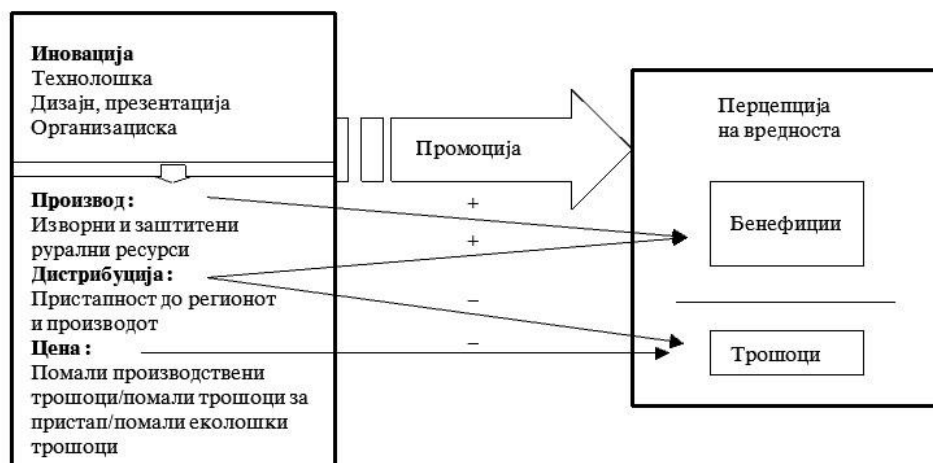 Иновација
Технолошка
Дизајн, презентација
Организациска
Производ :
Изворни и заштитени
рурални ресурси
Дистрибуција :
Пристапност до регионот
и производот
Цена :
Помали производствени
трошоци/помали трошоци за
пристап/помали еколошки
трошоци
Промоција
+
+
–
–
Перцепција
на вредноста
Бенефиции
Трошоци